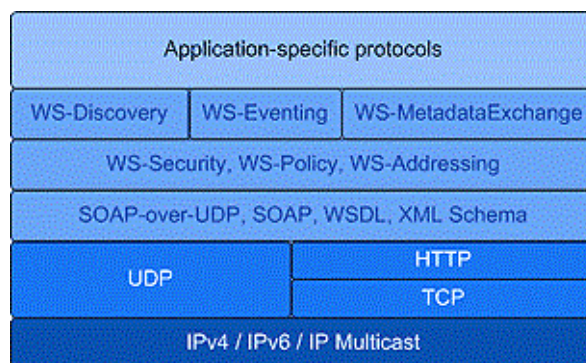 Application-specific protocols
WS-Discovery
WS-Eventing
WS-MetadataExchange
WS-Security, WS-Policy, WS-Addressing
SOAP-over-UDP, SOAP, WSDL, XML Schema
UDP
HTTP
TCP
IPv4 / IPv6 / IP Multicast